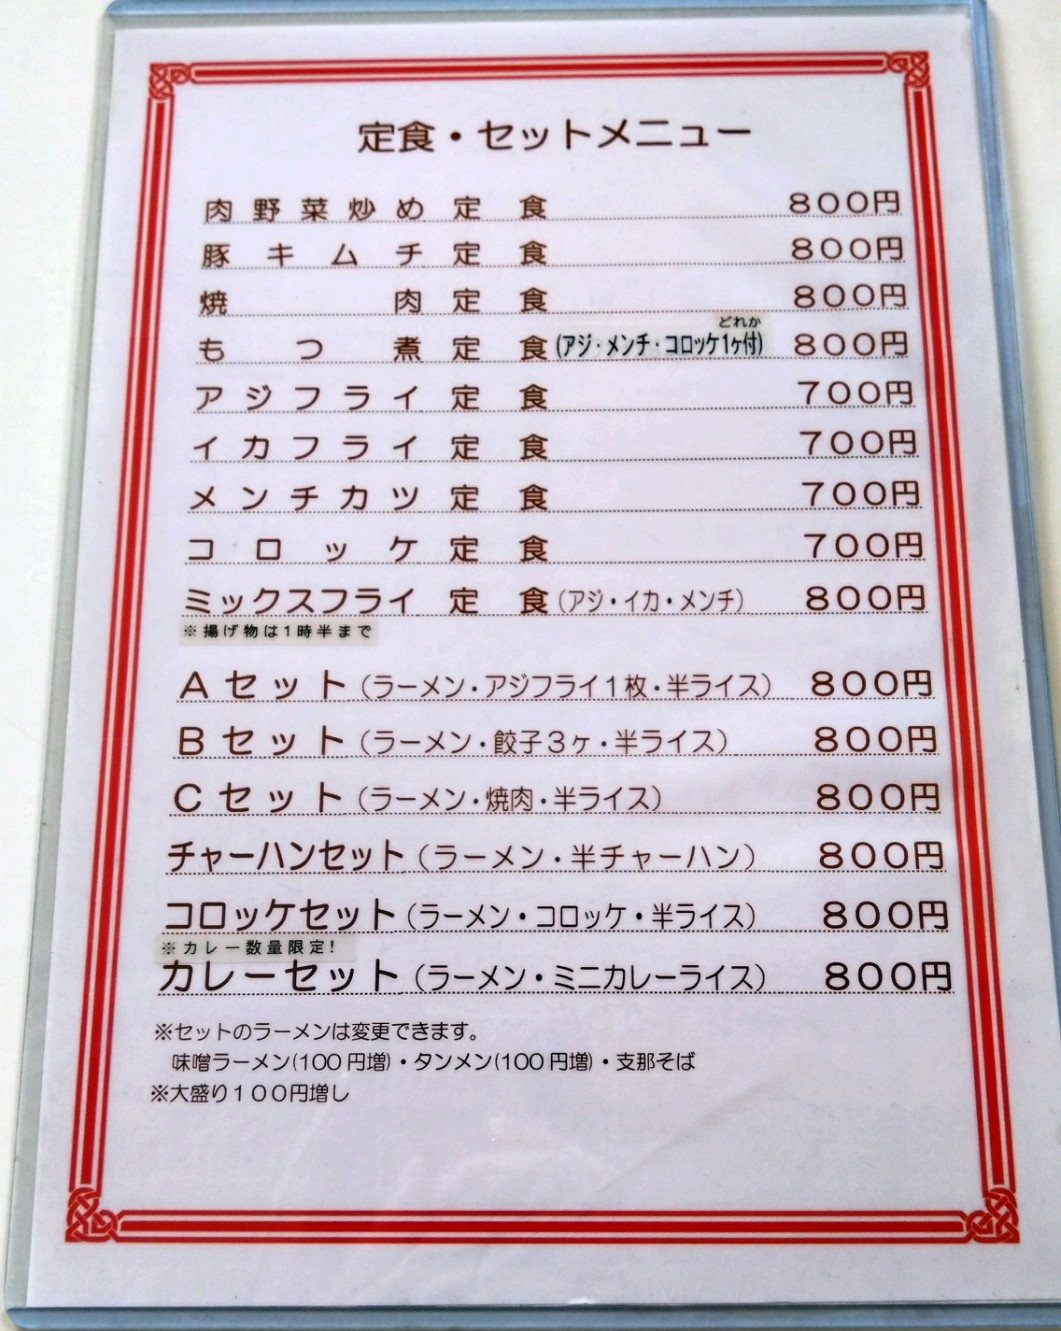 定食・セットメニュー
肉野菜炒め定食 800円
豚キムチ定食 800円
焼肉定食 800円
どれか
もつ煮定食(アジ・メンチ・コロッケ1ヶ付) 800円
アジフライ定食 700円
イカフライ定食 700円
メンチカツ定食 700円
コロッケ定食 700円
ミックスフライ定食(アジ・イカ・メンチ) 800円
※揚げ物は1時半まで
Aセット(ラーメン・アジフライ1枚・半ライス) 800円
Bセット(ラーメン・餃子3ヶ・半ライス) 800円
Cセット(ラーメン・焼肉・半ライス) 800円
チャーハンセット(ラーメン・半チャーハン) 800円
コロッケセット(ラーメン・コロッケ・半ライス) 800円
※カレー数量限定!
カレーセット(ラーメン・ミニカレーライス) 800円
※セットのラーメンは変更できます。
味噌ラーメン(100円増)・タンメン(100円増)・支那そば
※大盛り100円増し